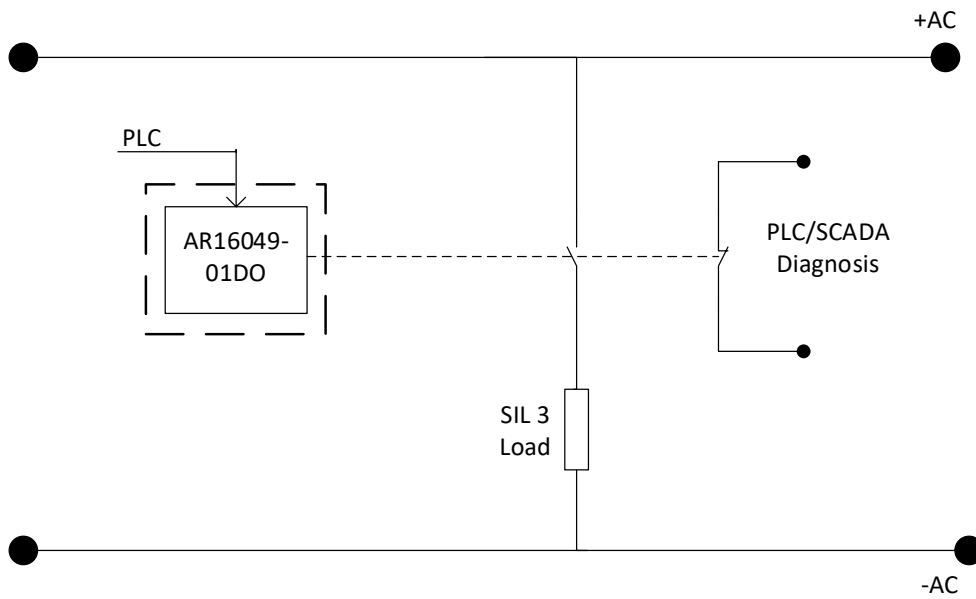 +AC
PLC
AR16049-
01DO
PLC/SCADA
Diagnosis
SIL 3
Load
-AC